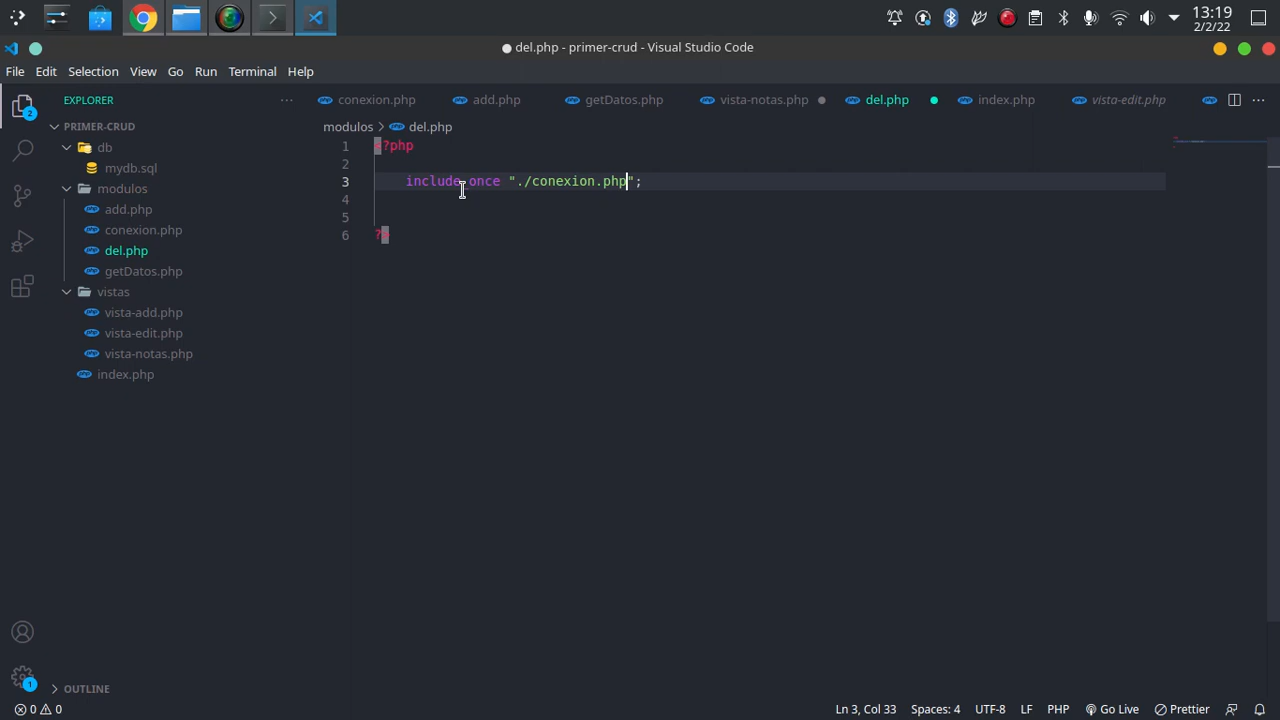 13:19
2/2/22
del.php - primer-crud - Visual Studio Code
File Edit Selection View Go Run Terminal Help
EXPLORER
conexion.php add.php getDatos.php vista-notas.php del.php index.php vista-edit.php
2
PRIMER-CRUD
modulos > del.php
db
mydb.sql
modulos
add.php
conexion.php
del.php
getDatos.php
vistas
vista-add.php
vista-edit.php
vista-notas.php
index.php
1 <?php
2
3 include_once "./conexion.php";
4
5
6 ?>
OUTLINE
1
0 0
Ln 3, Col 33 Spaces: 4 UTF-8 LF PHP Go Live Prettier